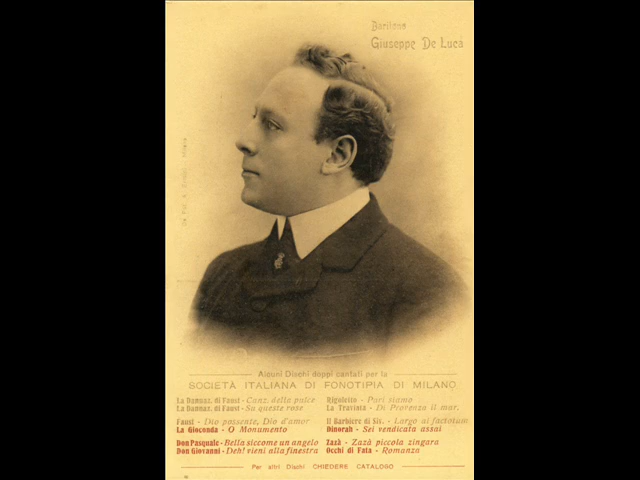 Baritono
Giuseppe De Luca
Alcuni Dischi doppi cantati per la
SOCIETÀ ITALIANA DI FONOTIPIA DI MILANO
La Dannaz. di Faust - Canz. della pulce
La Dannaz. di Faust - Su queste rose
Faust - Dio possente, Dio d'amor
La Gioconda - O Monumento
Don Pasquale - Bella siccome un angelo
Don Giovanni - Deh! vieni alla finestra
Rigoletto - Pari siamo
La Traviata - Di Provenza il mar.
Il Barbiere di Siv. - Largo al factotum
Dinorah - Sei vendicata assai
Zazà - Zazà piccola zingara
Occhi di Fata - Romanza
Per altri Dischi CHIEDERE CATALOGO